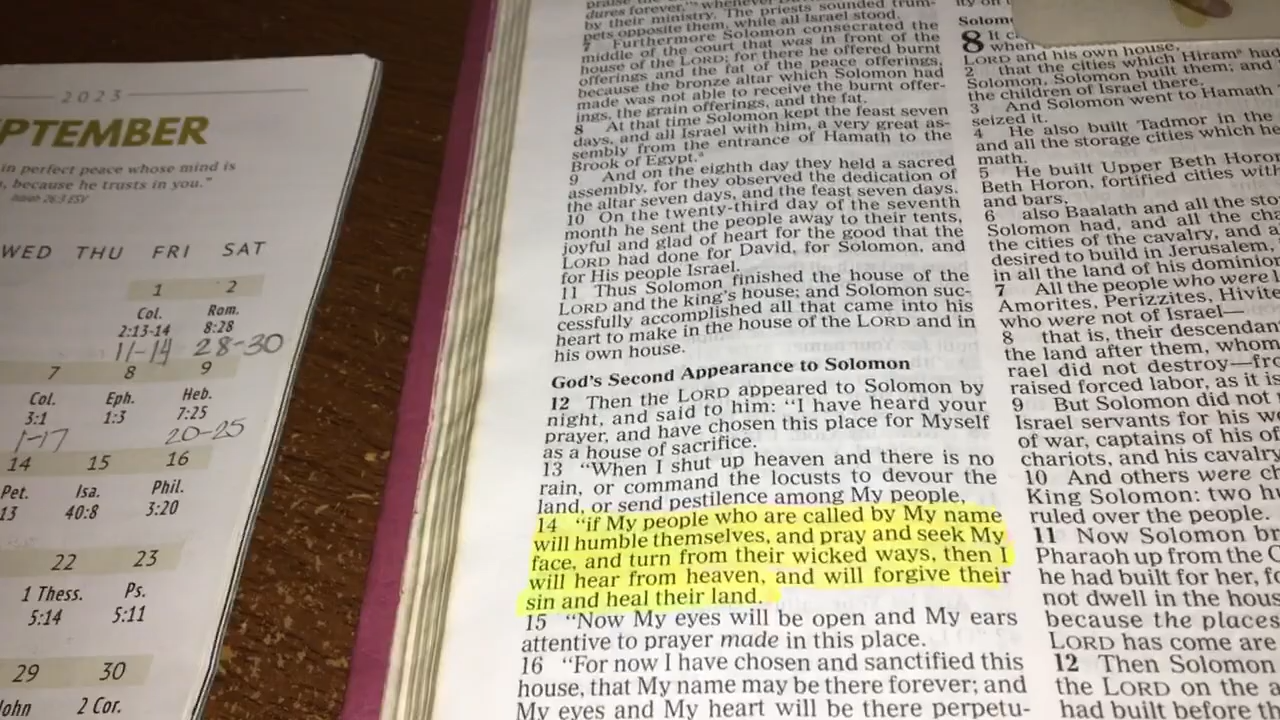 2023
PTEMBER
in perfect peace whose mind is
because he trusts in you."
Isaiah 26:3 ESV
WED THU FRI SAT
1 2
Col. Rom.
2:13-14 8:28
11-14 28-30
7 8 9
Col. Eph. Heb.
3:1 1:3 7:25
1-17 20-25
14 15 16
Pet. Isa. Phil.
13 40:8 3:20
22 23
1 Thess. Ps.
5:14 5:11
29 30
John 2 Cor.
dures forever," whenever
by their ministry. The priests sounded trum-
pets opposite them, while all Israel stood.
7 Furthermore Solomon consecrated the
middle of the court that was in front of the
house of the LORD; for there he offered burnt
offerings and the fat of the peace offerings,
because the bronze altar which Solomon had
made was not able to receive the burnt offer-
ings, the grain offerings, and the fat.
8 At that time Solomon kept the feast seven
days, and all Israel with him, a very great as-
sembly from the entrance of Hamath to the
Brook of Egypt.
9 And on the eighth day they held a sacred
assembly, for they observed the dedication of
the altar seven days, and the feast seven days.
10 On the twenty-third day of the seventh
month he sent the people away to their tents,
joyful and glad of heart for the good that the
LORD had done for David, for Solomon, and
for His people Israel.
11 Thus Solomon finished the house of the
LORD and the king's house; and Solomon suc-
cessfully accomplished all that came into his
heart to make in the house of the LORD and in
his own house.
God's Second Appearance to Solomon
12 Then the LORD appeared to Solomon by
night, and said to him: "I have heard your
prayer, and have chosen this place for Myself
as a house of sacrifice.
13 "When I shut up heaven and there is no
rain, or command the locusts to devour the
land, or send pestilence among My people,
14 "if My people who are called by My name
will humble themselves, and pray and seek My
face, and turn from their wicked ways, then I
will hear from heaven, and will forgive their
sin and heal their land.
15 "Now My eyes will be open and My ears
attentive to prayer made in this place.
16 "For now I have chosen and sanctified this
house, that My name may be there forever; and
My eyes and My heart will be there perpetu-
Solom
8 It c
when
LORD and his own house,
2 that the cities which Hiram had
Solomon, Solomon built them; and
the children of Israel there.
3 And Solomon went to Hamath
seized it.
4 He also built Tadmor in the
and all the storage cities which he
math.
5 He built Upper Beth Horon
Beth Horon, fortified cities with
and bars,
6 also Baalath and all the sto
Solomon had, and all the cha
the cities of the cavalry, and a
desired to build in Jerusalem,
in all the land of his dominion
7 All the people who were l
Amorites, Perizzites, Hivite
who were not of Israel—
8 that is, their descendan
the land after them, whom
rael did not destroy—fro
raised forced labor, as it is
9 But Solomon did not
Israel servants for his w
of war, captains of his of
chariots, and his cavalry
10 And others were ch
King Solomon: two hu
ruled over the people.
11 Now Solomon br
Pharaoh up from the C
he had built for her, fo
not dwell in the hous
because the places
LORD has come are
12 Then Solomon
the LORD on the a
had built before th